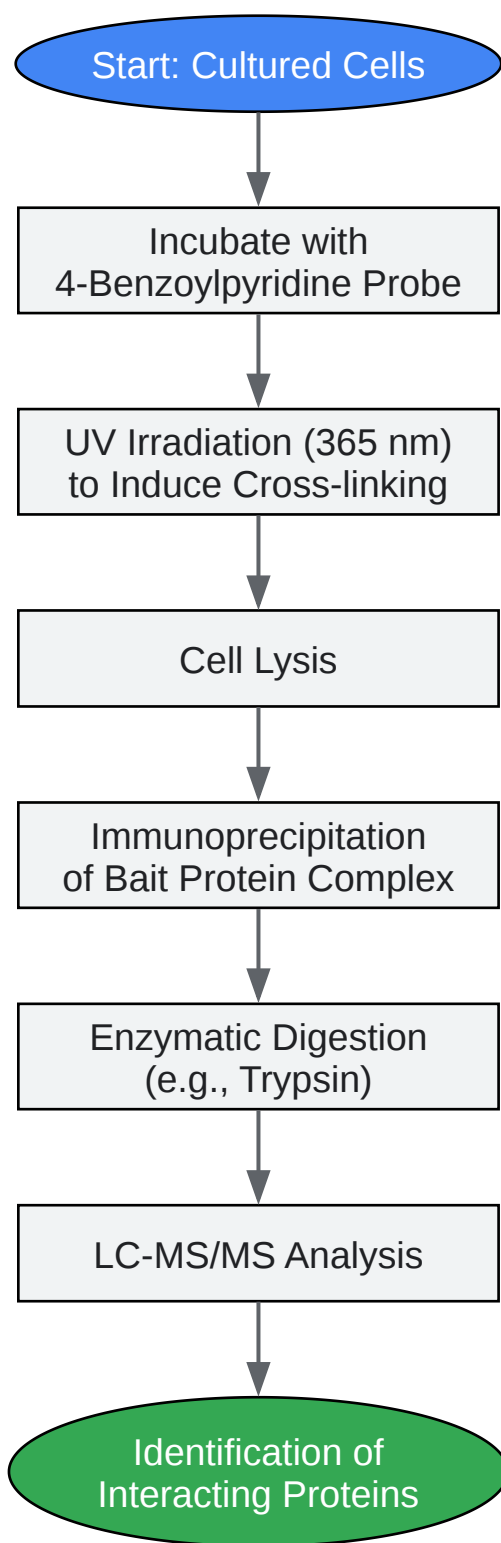 Start: Cultured Cells
Incubate with
4-Benzoylpyridine Probe
UV Irradiation (365 nm)
to Induce Cross-linking
Cell Lysis
Immunoprecipitation
of Bait Protein Complex
Enzymatic Digestion
(e.g., Trypsin)
LC-MS/MS Analysis
Identification of
Interacting Proteins